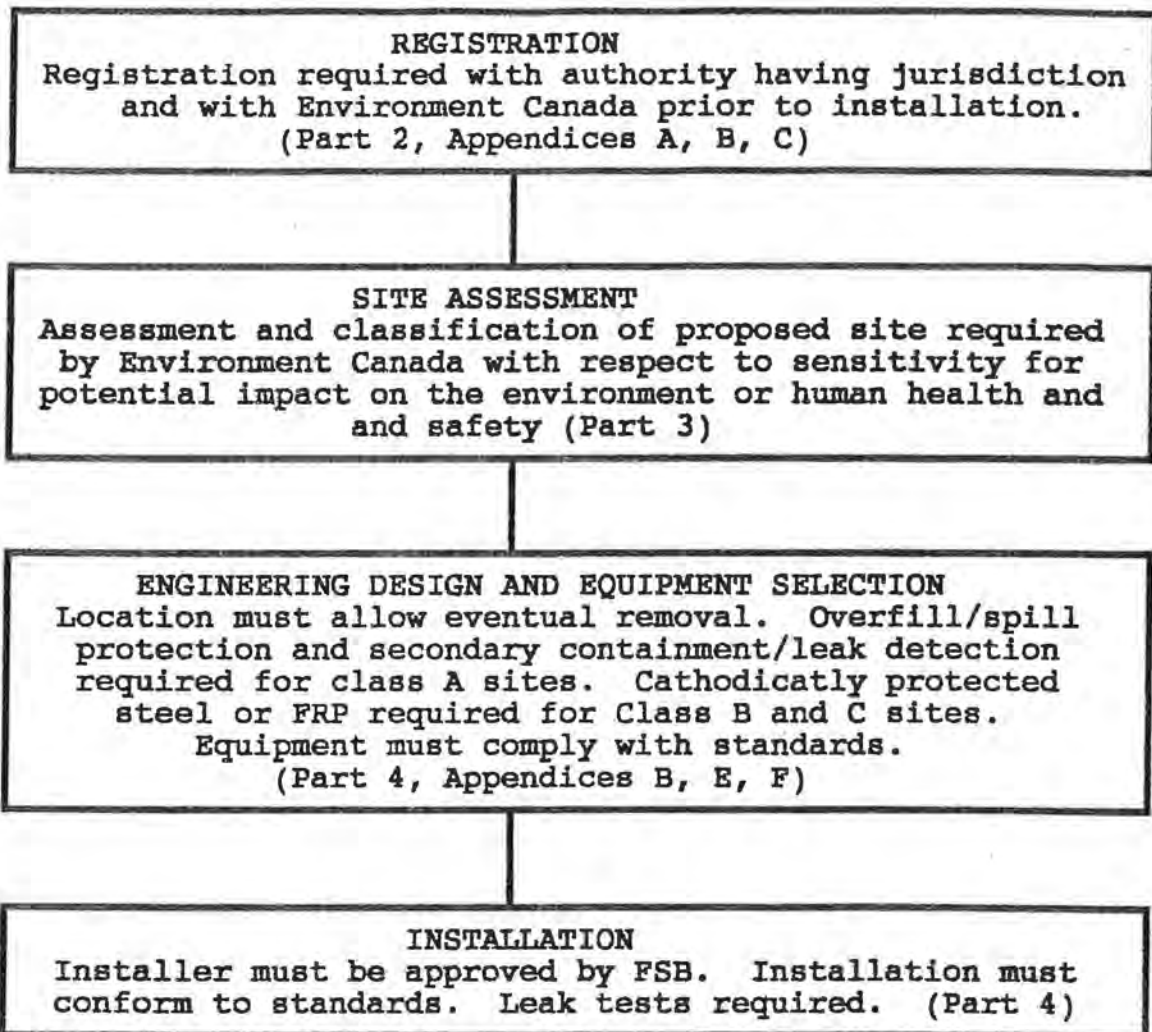 REGISTRATION
Registration required with authority having jurisdiction
and with Environment Canada prior to installation.
(Part 2, Appendices A, B, C)
SITE ASSESSMENT
Assessment and classification of proposed site required
by Environment Canada with respect to sensitivity for
potential impact on the environment or human health and
and safety (Part 3)
ENGINEERING DESIGN AND EQUIPMENT SELECTION
Location must allow eventual removal. Overfill/spill
protection and secondary containment/leak detection
required for class A sites. Cathodicatly protected
steel or FRP required for Class B and C sites.
Equipment must comply with standards.
(Part 4, Appendices B, E, F)
INSTALLATION
Installer must be approved by FSB. Installation must
conform to standards. Leak tests required. (Part 4)